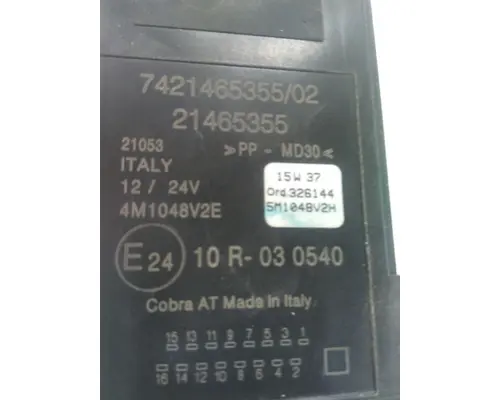 7421465355/02
21465355
21053 >PP - MD30<
ITALY
12 / 24V
4M1048V2E
15W 37
Ord.326144
5M1048V2H
E24 10 R- 03 0540
Cobra AT Made in Italy
15 13 11 9 7 5 3 1
16 14 12 10 8 6 4 2